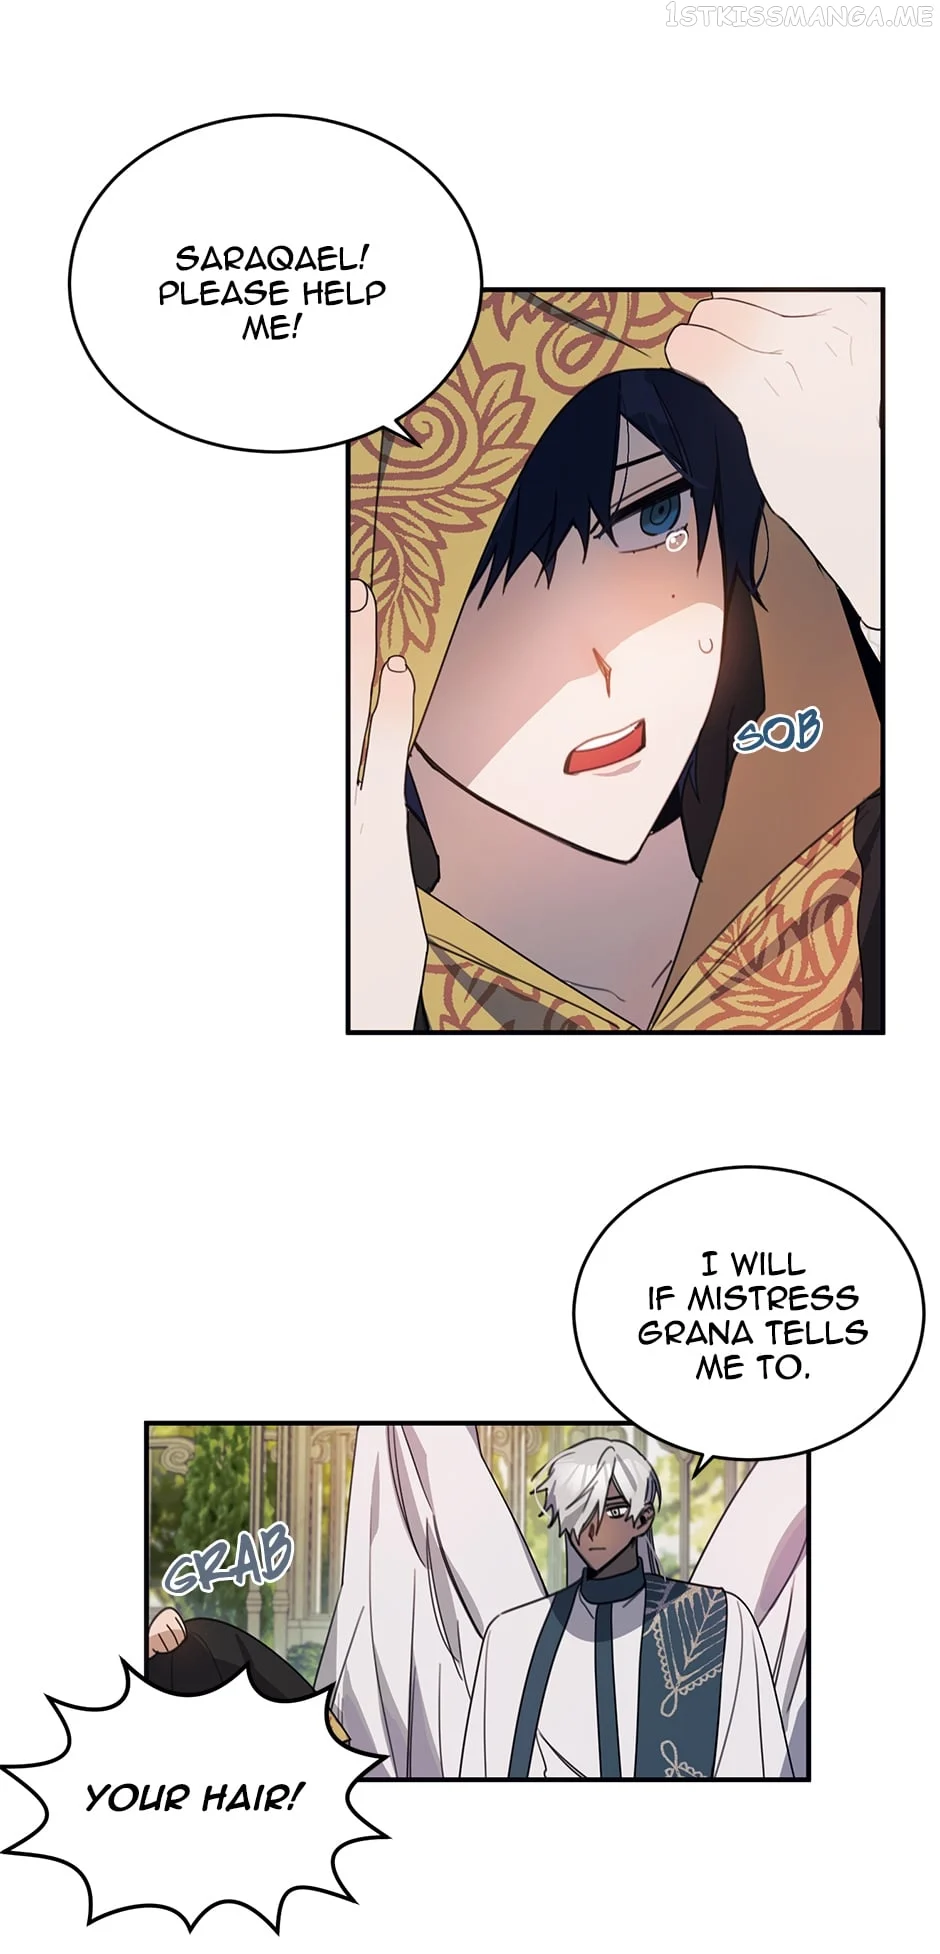 1STKISSMANGA.ME
SARAQAEL!
PLEASE HELP
ME!
SOB
I WILL
IF MISTRESS
GRANA TELLS
ME TO.
GRAB
YOUR HAIR!